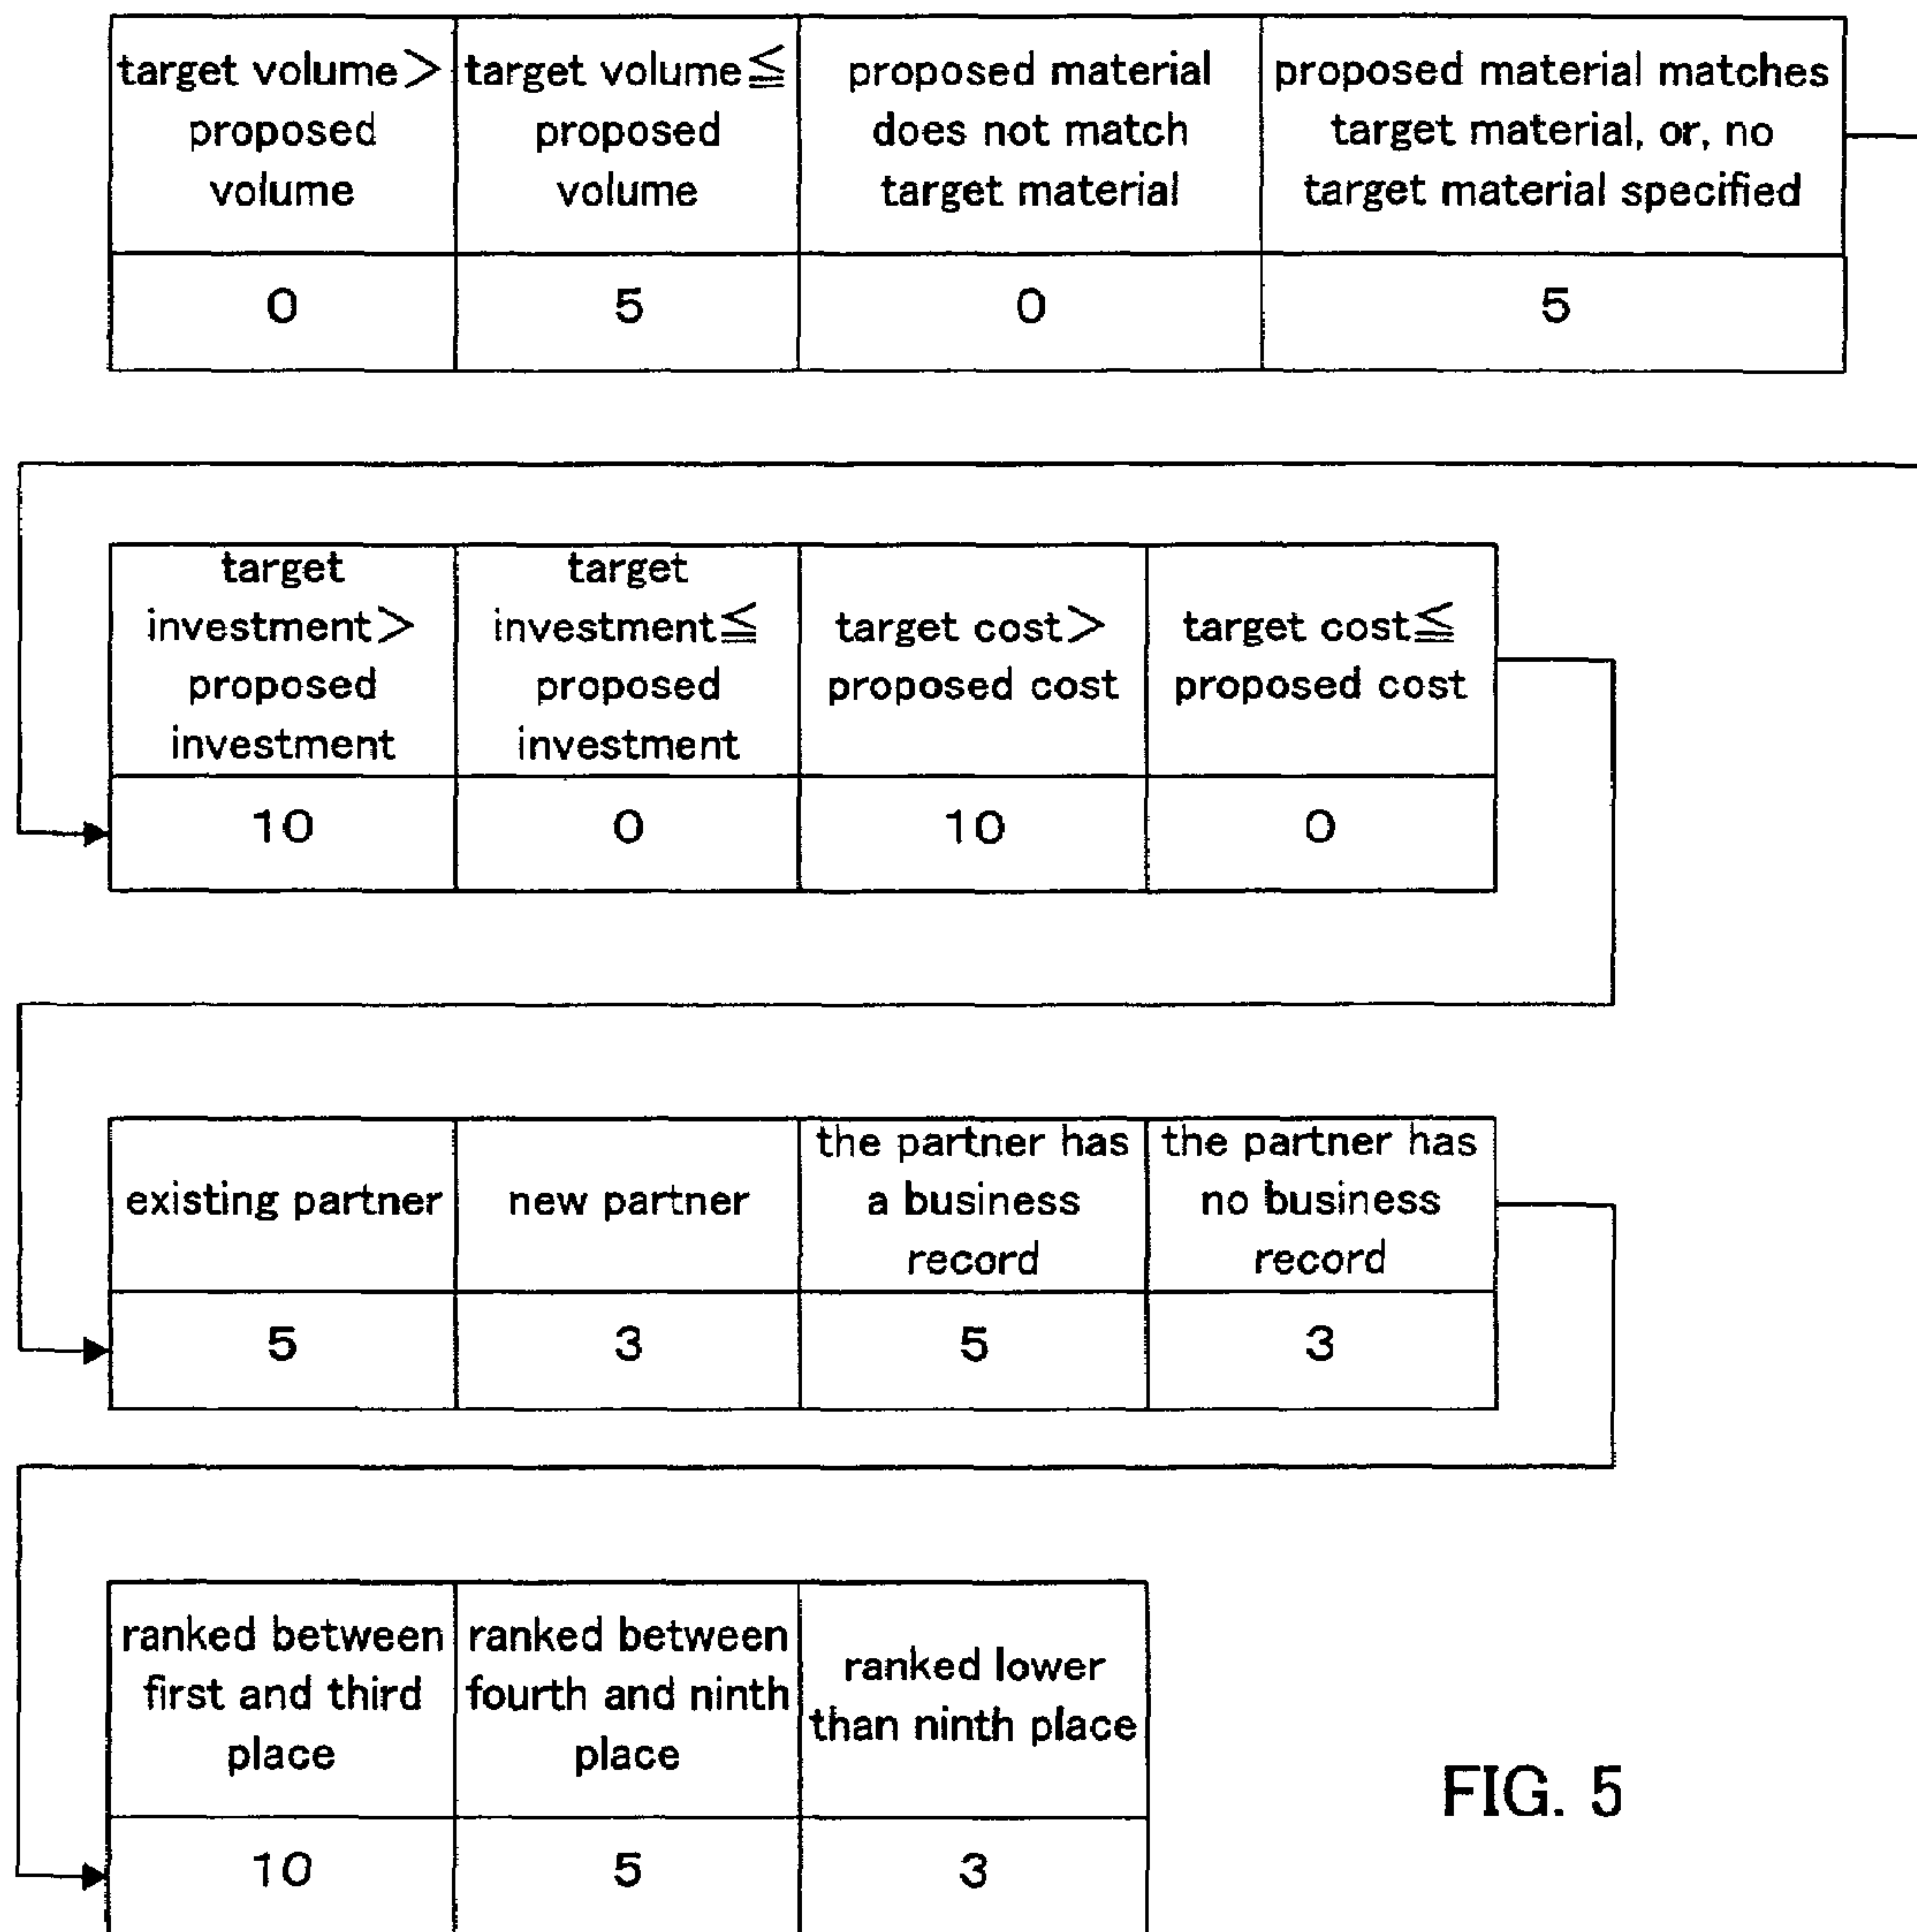 target volume> target volume≦ proposed material proposed material matches
proposed proposed does not match target material, or, no
volume volume target material target material specified
0 5 0 5
target target
investment> investment≦ target cost> target cost≦
proposed proposed proposed cost proposed cost
investment investment
10 0 10 0
the partner has the partner has
existing partner new partner a business no business
record record
5 3 5 3
ranked between ranked between ranked lower
first and third fourth and ninth than ninth place
place place
10 5 3
FIG. 5